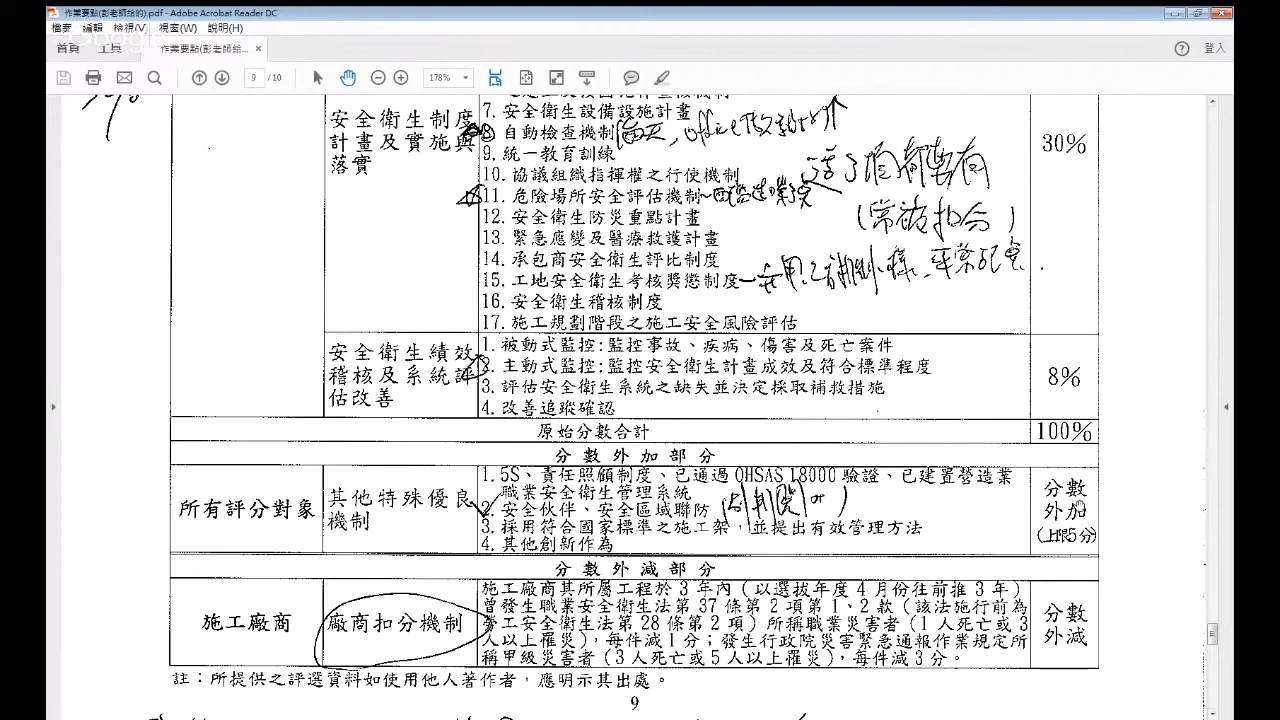 作業要點(彭老師給的).pdf - Adobe Acrobat Reader DC
檔案 編輯 檢視(V) 視窗(W) 說明(H)
首頁 工具 作業要點(彭老師給的... × 登入
9 / 10 178%
安全衛生制度
計畫及實施與
落實
7. 安全衛生設備設施計畫
8 自動檢查機制
9. 統一教育訓練
10. 協議組織指揮權之行使機制
11. 危險場所安全評估機制
12. 安全衛生防災重點計畫
13. 緊急應變及醫療救護計畫
14. 承包商安全衛生評比制度
15. 工地安全衛生考核獎懲制度
16. 安全衛生稽核制度
17. 施工規劃階段之施工安全風險評估
30%
(常被扣分)
安全衛生績效
稽核及系統評
估改善
1. 被動式監控:監控事故、疾病、傷害及死亡案件
2. 主動式監控:監控安全衛生計畫成效及符合標準程度
3. 評估安全衛生系統之缺失並決定採取補救措施
4. 改善追蹤確認
8%
原始分數合計 100%
分數外加部分
所有評分對象
其他特殊優良
機制
1. 5S、責任照顧制度、已通過 OHSAS 18000 驗證、已建置營造業
職業安全衛生管理系統
2. 安全伙伴、安全區域聯防
3. 採用符合國家標準之施工架,並提出有效管理方法
4. 其他創新作為
分數
外加
(上限5分)
分數外減部分
施工廠商
廠商扣分機制
施工廠商其所屬工程於 3 年內(以選拔年度 4 月份往前推 3 年)
曾發生職業安全衛生法第 37 條第 2 項第 1、2 款(該法施行前為
勞工安全衛生法第 28 條第 2 項)所稱職業災害者(1 人死亡或 3
人以上罹災),每件減 1 分;發生行政院災害緊急通報作業規定所
稱甲級災害者(3 人死亡或 5 人以上罹災),每件減 3 分。
分數
外減
註:所提供之評選資料如使用他人著作者,應明示其出處。
9